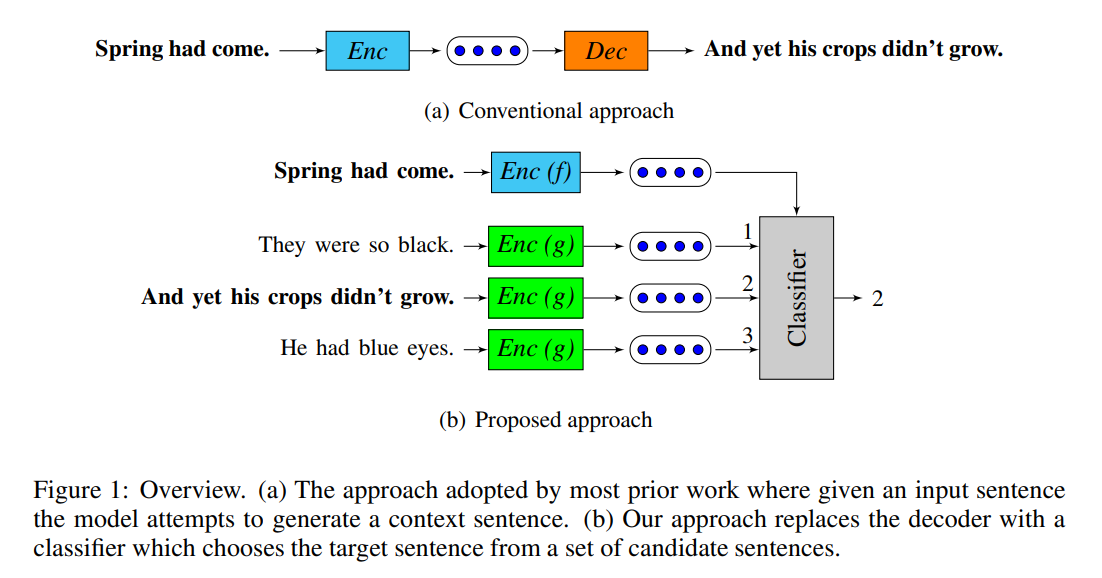 Spring had come. Enc Dec And yet his crops didn't grow.
(a) Conventional approach
Spring had come. Enc (f)
They were so black. Enc (g) 1
And yet his crops didn't grow. Enc (g) 2 Classifier 2
He had blue eyes. Enc (g) 3
(b) Proposed approach
Figure 1: Overview. (a) The approach adopted by most prior work where given an input sentence
the model attempts to generate a context sentence. (b) Our approach replaces the decoder with a
classifier which chooses the target sentence from a set of candidate sentences.